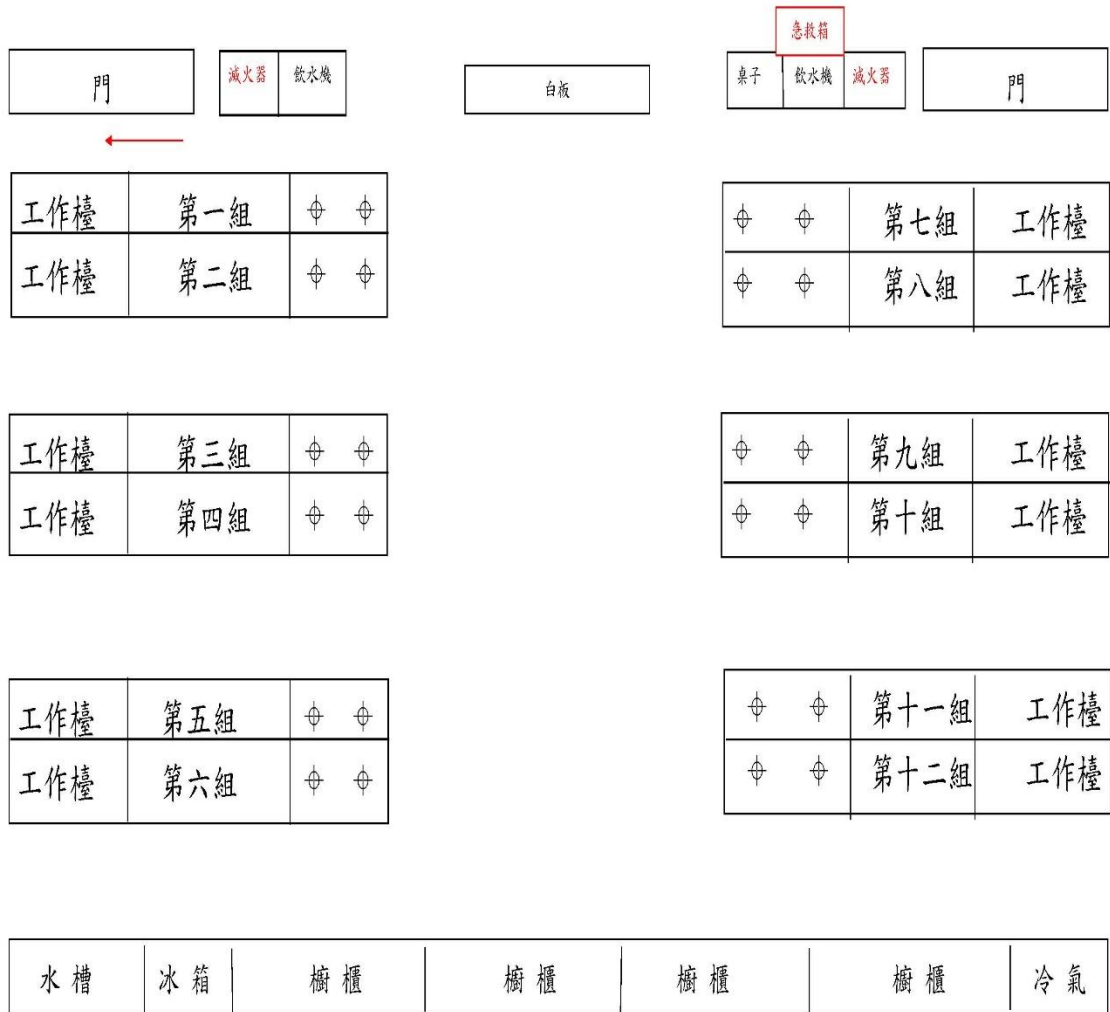 急救箱
門 減火器 飲水機 白板 桌子 飲水機 減火器 門
工作檯 第一組 第七組 工作檯
工作檯 第二組 第八組 工作檯
工作檯 第三組 第九組 工作檯
工作檯 第四組 第十組 工作檯
工作檯 第五組 第十一組 工作檯
工作檯 第六組 第十二組 工作檯
水槽 冰箱 櫥櫃 櫥櫃 櫥櫃 櫥櫃 冷氣